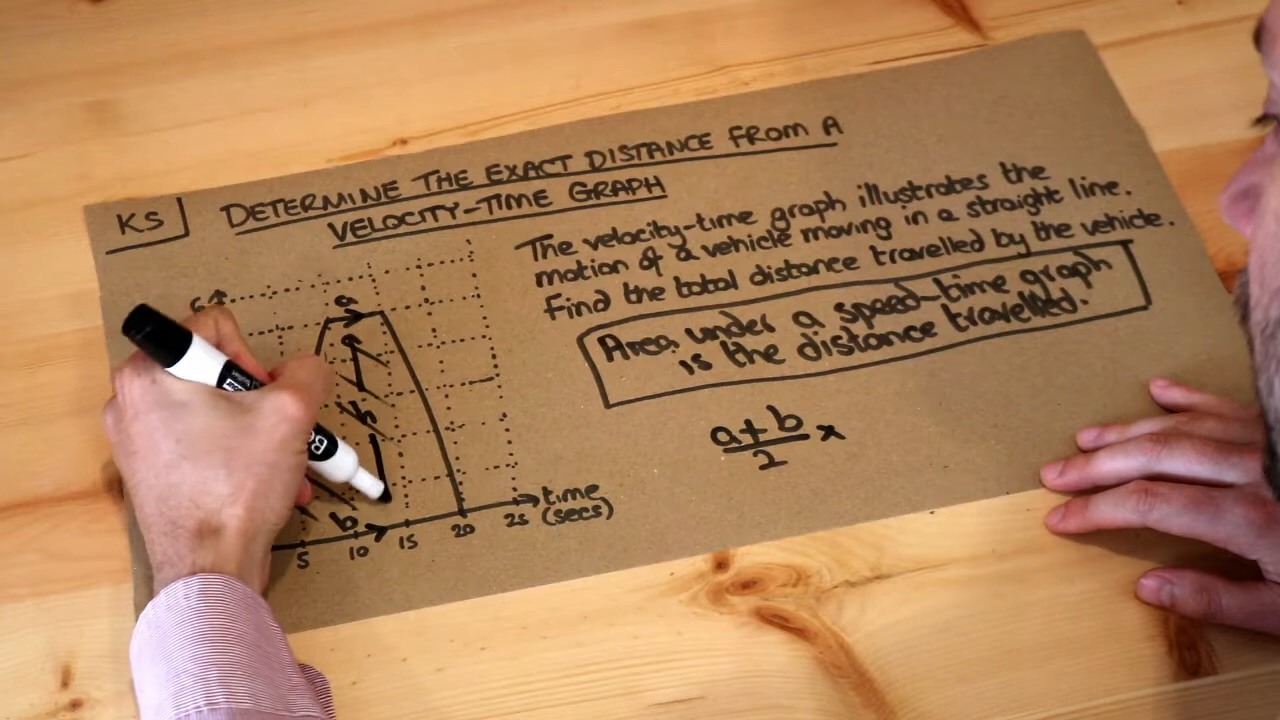 KS
DETERMINE THE EXACT DISTANCE FROM A
VELOCITY-TIME GRAPH
The velocity-time graph illustrates the
motion of a vehicle moving in a straight line.
Find the total distance travelled by the vehicle.
Area under a speed-time graph
is the distance travelled.
a
h
b
a+b
2
x
time
(secs)
5
10
15
20
25